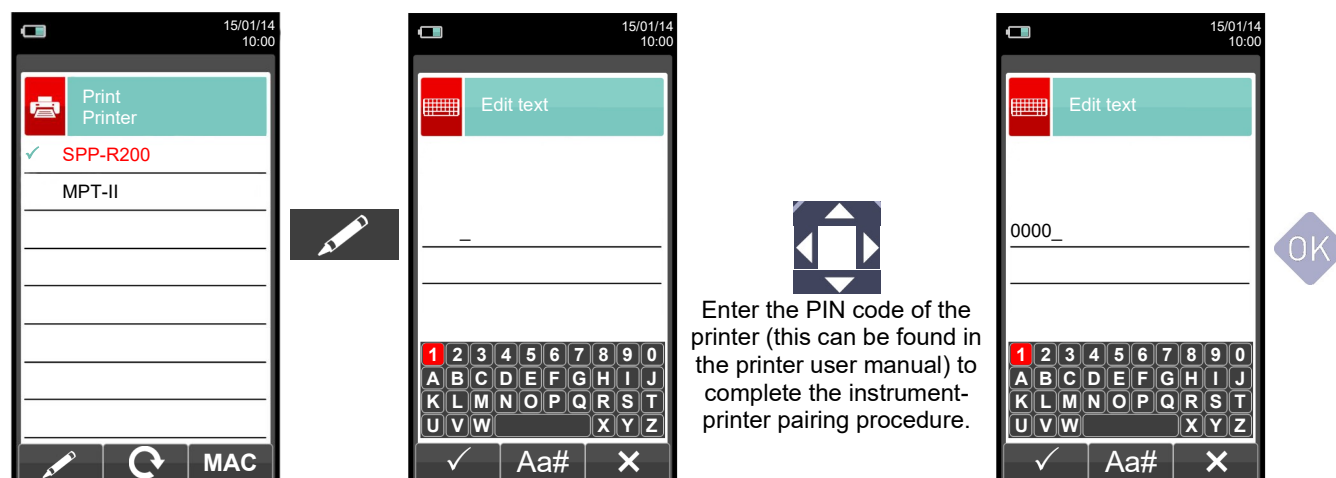 15/01/14
10:00
Print
Printer
✓ SPP-R200
MPT-II
MAC
15/01/14
10:00
Edit text
_
1 2 3 4 5 6 7 8 9 0
A B C D E F G H I J
K L M N O P Q R S T
U V W X Y Z
✓ Aa# ✕
Enter the PIN code of the
printer (this can be found in
the printer user manual) to
complete the instrument-
printer pairing procedure.
15/01/14
10:00
Edit text
0000_
1 2 3 4 5 6 7 8 9 0
A B C D E F G H I J
K L M N O P Q R S T
U V W X Y Z
✓ Aa# ✕
OK